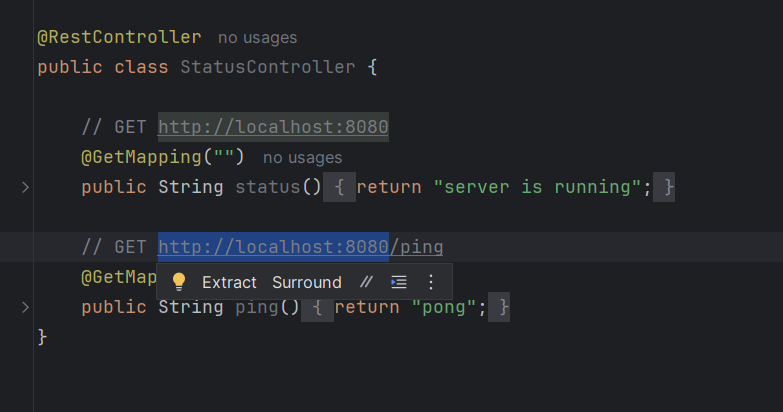 @RestController no usages
public class StatusController {
// GET http://localhost:8080
@GetMapping("") no usages
public String status() { return "server is running"; }
// GET http://localhost:8080/ping
@GetMap
Extract Surround //
public String ping() { return "pong"; }
}